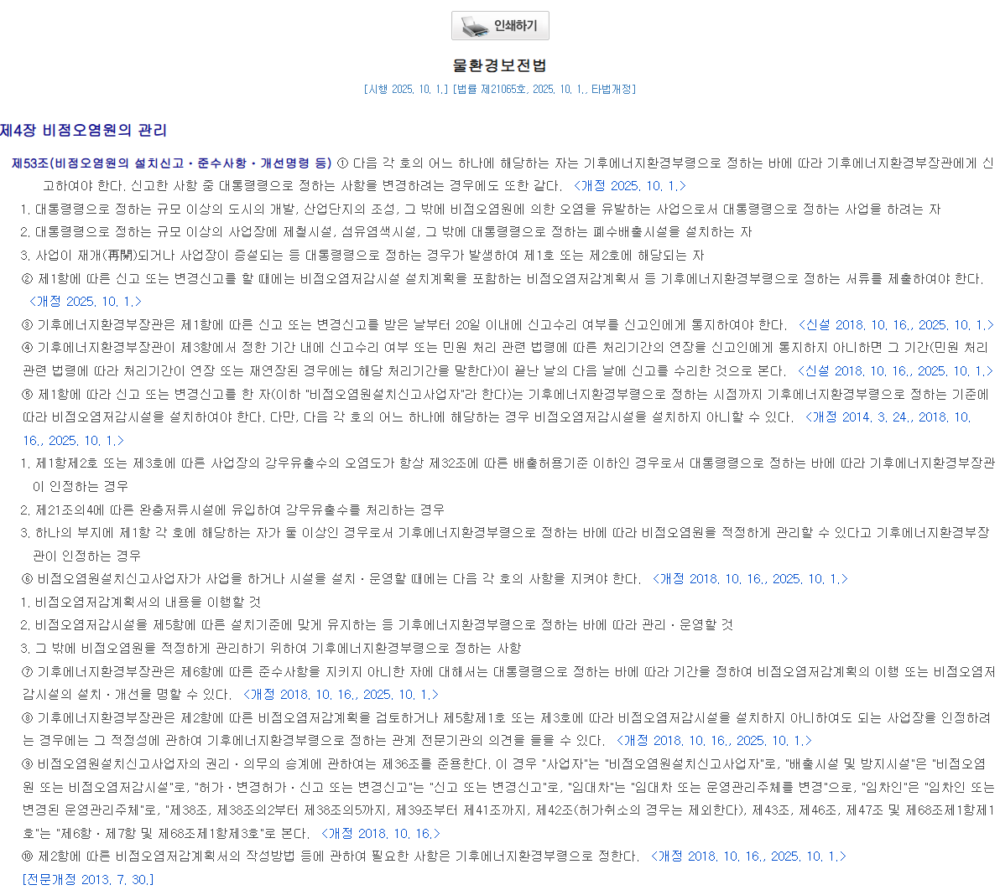 인쇄하기
물환경보전법
[시행 2025. 10. 1.] [법률 제21065호, 2025. 10. 1., 타법개정]
제4장 비점오염원의 관리
제53조(비점오염원의 설치신고ㆍ준수사항ㆍ개선명령 등) ① 다음 각 호의 어느 하나에 해당하는 자는 기후에너지환경부령으로 정하는 바에 따라 기후에너지환경부장관에게 신
고하여야 한다. 신고한 사항 중 대통령령으로 정하는 사항을 변경하려는 경우에도 또한 같다. <개정 2025. 10. 1.>
1. 대통령령으로 정하는 규모 이상의 도시의 개발, 산업단지의 조성, 그 밖에 비점오염원에 의한 오염을 유발하는 사업으로서 대통령령으로 정하는 사업을 하려는 자
2. 대통령령으로 정하는 규모 이상의 사업장에 제철시설, 섬유염색시설, 그 밖에 대통령령으로 정하는 폐수배출시설을 설치하는 자
3. 사업이 재개(再開)되거나 사업장이 증설되는 등 대통령령으로 정하는 경우가 발생하여 제1호 또는 제2호에 해당되는 자
② 제1항에 따른 신고 또는 변경신고를 할 때에는 비점오염저감시설 설치계획을 포함하는 비점오염저감계획서 등 기후에너지환경부령으로 정하는 서류를 제출하여야 한다.
<개정 2025. 10. 1.>
③ 기후에너지환경부장관은 제1항에 따른 신고 또는 변경신고를 받은 날부터 20일 이내에 신고수리 여부를 신고인에게 통지하여야 한다. <신설 2018. 10. 16., 2025. 10. 1.>
④ 기후에너지환경부장관이 제3항에서 정한 기간 내에 신고수리 여부 또는 민원 처리 관련 법령에 따른 처리기간의 연장을 신고인에게 통지하지 아니하면 그 기간(민원 처리
관련 법령에 따라 처리기간이 연장 또는 재연장된 경우에는 해당 처리기간을 말한다)이 끝난 날의 다음 날에 신고를 수리한 것으로 본다. <신설 2018. 10. 16., 2025. 10. 1.>
⑤ 제1항에 따라 신고 또는 변경신고를 한 자(이하 "비점오염원설치신고사업자"라 한다)는 기후에너지환경부령으로 정하는 시점까지 기후에너지환경부령으로 정하는 기준에
따라 비점오염저감시설을 설치하여야 한다. 다만, 다음 각 호의 어느 하나에 해당하는 경우 비점오염저감시설을 설치하지 아니할 수 있다. <개정 2014. 3. 24., 2018. 10.
16., 2025. 10. 1.>
1. 제1항제2호 또는 제3호에 따른 사업장의 강우유출수의 오염도가 항상 제32조에 따른 배출허용기준 이하인 경우로서 대통령령으로 정하는 바에 따라 기후에너지환경부장관
이 인정하는 경우
2. 제21조의4에 따른 완충저류시설에 유입하여 강우유출수를 처리하는 경우
3. 하나의 부지에 제1항 각 호에 해당하는 자가 둘 이상인 경우로서 기후에너지환경부령으로 정하는 바에 따라 비점오염원을 적정하게 관리할 수 있다고 기후에너지환경부장
관이 인정하는 경우
⑥ 비점오염원설치신고사업자가 사업을 하거나 시설을 설치ㆍ운영할 때에는 다음 각 호의 사항을 지켜야 한다. <개정 2018. 10. 16., 2025. 10. 1.>
1. 비점오염저감계획서의 내용을 이행할 것
2. 비점오염저감시설을 제5항에 따른 설치기준에 맞게 유지하는 등 기후에너지환경부령으로 정하는 바에 따라 관리ㆍ운영할 것
3. 그 밖에 비점오염원을 적정하게 관리하기 위하여 기후에너지환경부령으로 정하는 사항
⑦ 기후에너지환경부장관은 제6항에 따른 준수사항을 지키지 아니한 자에 대해서는 대통령령으로 정하는 바에 따라 기간을 정하여 비점오염저감계획의 이행 또는 비점오염저
감시설의 설치ㆍ개선을 명할 수 있다. <개정 2018. 10. 16., 2025. 10. 1.>
⑧ 기후에너지환경부장관은 제2항에 따른 비점오염저감계획을 검토하거나 제5항제1호 또는 제3호에 따라 비점오염저감시설을 설치하지 아니하여도 되는 사업장을 인정하려
는 경우에는 그 적정성에 관하여 기후에너지환경부령으로 정하는 관계 전문기관의 의견을 들을 수 있다. <개정 2018. 10. 16., 2025. 10. 1.>
⑨ 비점오염원설치신고사업자의 권리ㆍ의무의 승계에 관하여는 제36조를 준용한다. 이 경우 "사업자"는 "비점오염원설치신고사업자"로, "배출시설 및 방지시설"은 "비점오염
원 또는 비점오염저감시설"로, "허가ㆍ변경허가ㆍ신고 또는 변경신고"는 "신고 또는 변경신고"로, "임대차"는 "임대차 또는 운영관리주체를 변경"으로, "임차인"은 "임차인 또는
변경된 운영관리주체"로, "제38조, 제38조의2부터 제38조의5까지, 제39조부터 제41조까지, 제42조(허가취소의 경우는 제외한다), 제43조, 제46조, 제47조 및 제68조제1항제1
호"는 "제6항ㆍ제7항 및 제68조제1항제3호"로 본다. <개정 2018. 10. 16.>
⑩ 제2항에 따른 비점오염저감계획서의 작성방법 등에 관하여 필요한 사항은 기후에너지환경부령으로 정한다. <개정 2018. 10. 16., 2025. 10. 1.>
[전문개정 2013. 7. 30.]